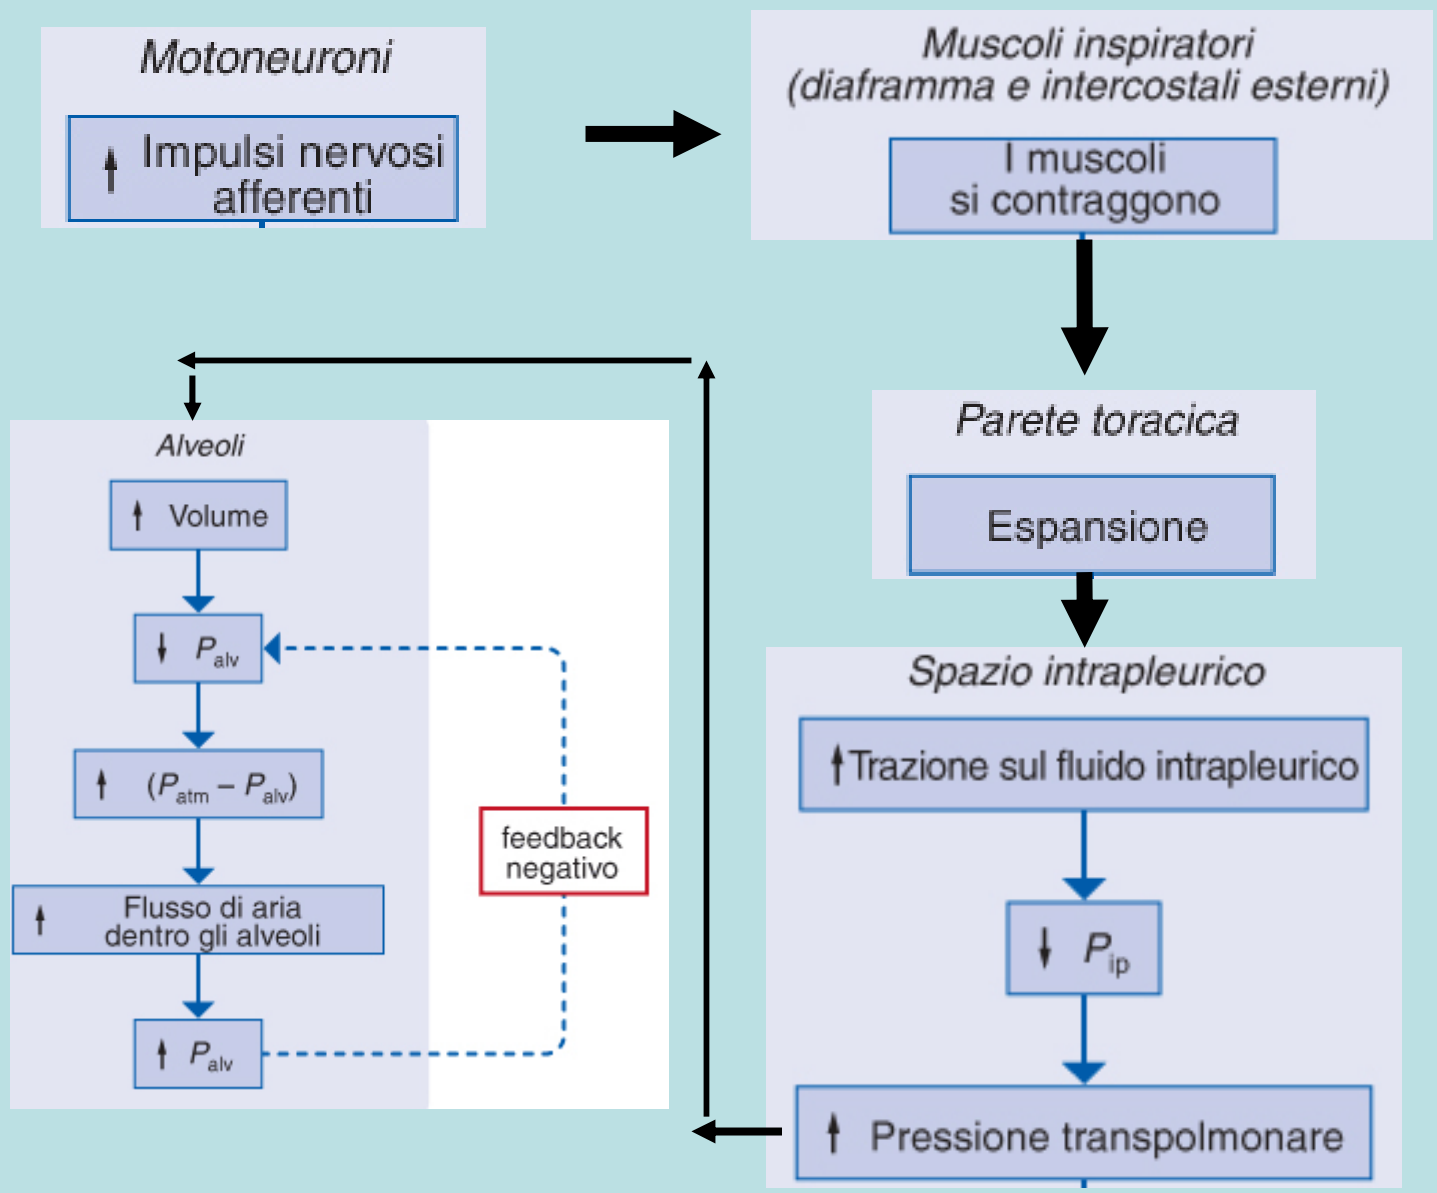 Motoneuroni
↑ Impulsi nervosi
afferenti
Muscoli inspiratori
(diaframma e intercostali esterni)
I muscoli
si contraggono
Parete toracica
Espansione
Spazio intrapleurico
↑ Trazione sul fluido intrapleurico
↓ Pip
↑ Pressione transpolmonare
Alveoli
↑ Volume
↓ Palv
↑ (Patm – Palv)
↑ Flusso di aria
dentro gli alveoli
↑ Palv
feedback
negativo